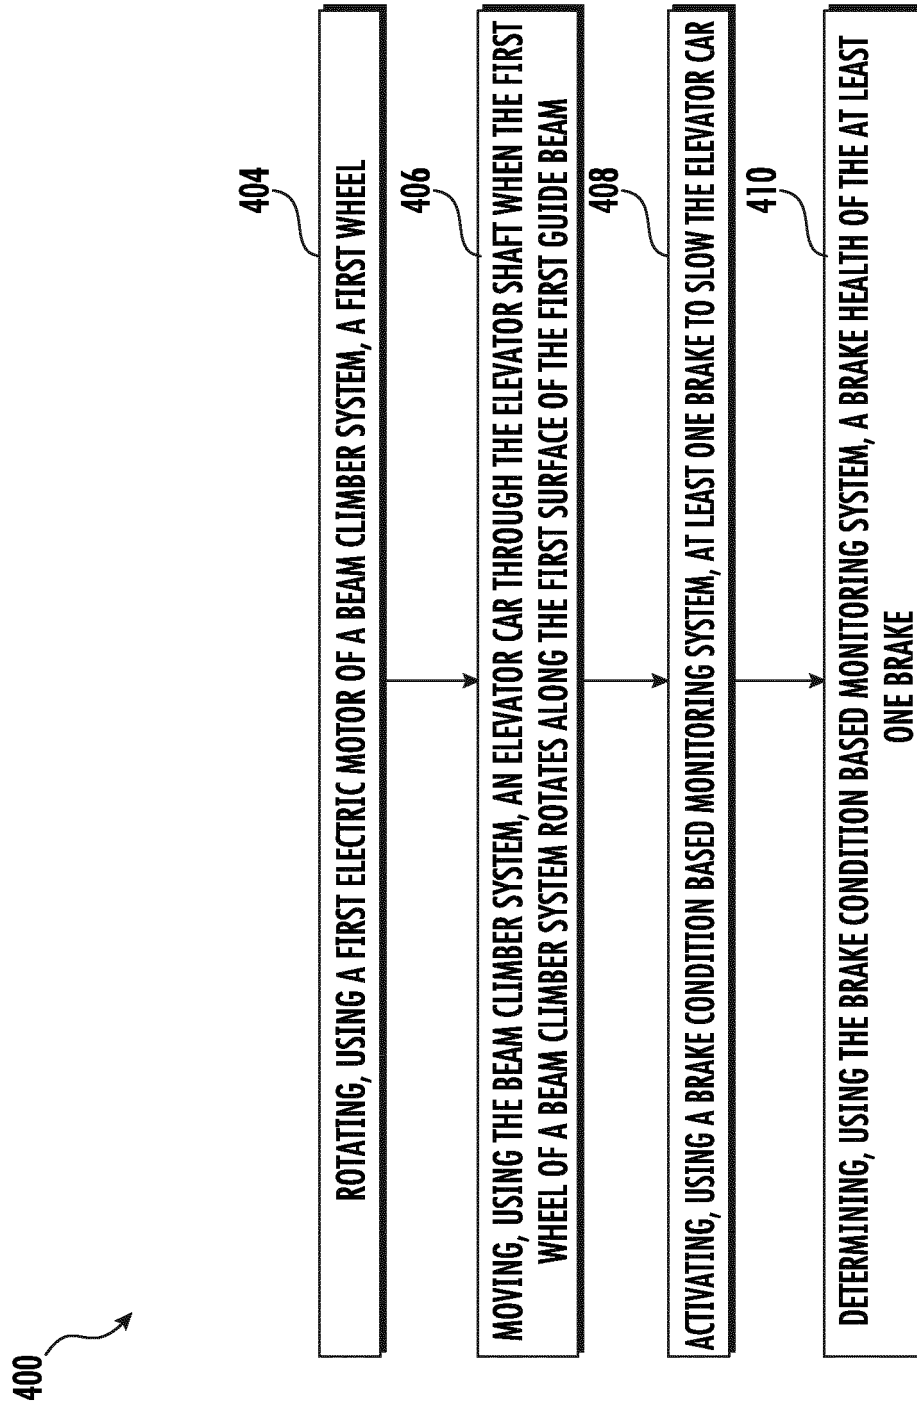 400
404
ROTATING, USING A FIRST ELECTRIC MOTOR OF A BEAM CLIMBER SYSTEM, A FIRST WHEEL
406
MOVING, USING THE BEAM CLIMBER SYSTEM, AN ELEVATOR CAR THROUGH THE ELEVATOR SHAFT WHEN THE FIRST
WHEEL OF A BEAM CLIMBER SYSTEM ROTATES ALONG THE FIRST SURFACE OF THE FIRST GUIDE BEAM
408
ACTIVATING, USING A BRAKE CONDITION BASED MONITORING SYSTEM, AT LEAST ONE BRAKE TO SLOW THE ELEVATOR CAR
410
DETERMINING, USING THE BRAKE CONDITION BASED MONITORING SYSTEM, A BRAKE HEALTH OF THE AT LEAST
ONE BRAKE